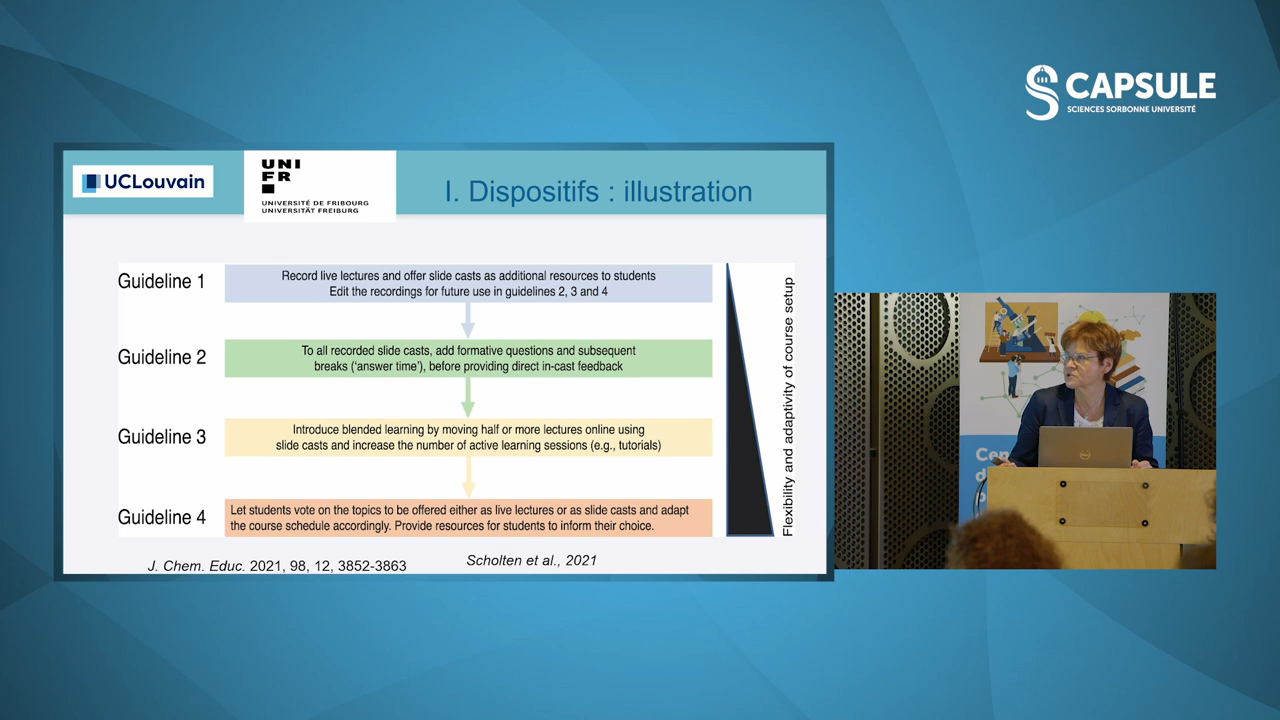 CAPSULE
SCIENCES SORBONNE UNIVERSITÉ
UCLouvain
UNI
FR
UNIVERSITÉ DE FRIBOURG
UNIVERSITÄT FREIBURG
I. Dispositifs : illustration
Guideline 1
Record live lectures and offer slide casts as additional resources to students
Edit the recordings for future use in guidelines 2, 3 and 4
Guideline 2
To all recorded slide casts, add formative questions and subsequent
breaks ('answer time'), before providing direct in-cast feedback
Guideline 3
Introduce blended learning by moving half or more lectures online using
slide casts and increase the number of active learning sessions (e.g., tutorials)
Guideline 4
Let students vote on the topics to be offered either as live lectures or as slide casts and adapt
the course schedule accordingly. Provide resources for students to inform their choice.
Flexibility and adaptivity of course setup
J. Chem. Educ. 2021, 98, 12, 3852-3863
Scholten et al., 2021